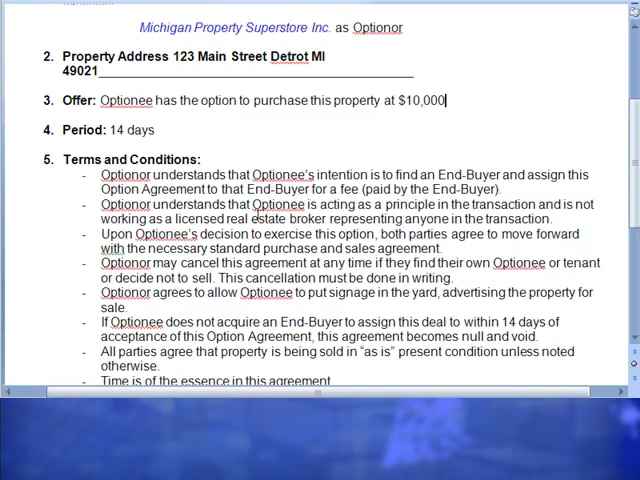 Michigan Property Superstore Inc. as Optionor
2. Property Address 123 Main Street Detrot MI
49021
3. Offer: Optionee has the option to purchase this property at $10,000
4. Period: 14 days
5. Terms and Conditions:
- Optionor understands that Optionee's intention is to find an End-Buyer and assign this
Option Agreement to that End-Buyer for a fee (paid by the End-Buyer).
- Optionor understands that Optionee is acting as a principle in the transaction and is not
working as a licensed real estate broker representing anyone in the transaction.
- Upon Optionee's decision to exercise this option, both parties agree to move forward
with the necessary standard purchase and sales agreement.
- Optionor may cancel this agreement at any time if they find their own Optionee or tenant
or decide not to sell. This cancellation must be done in writing.
- Optionor agrees to allow Optionee to put signage in the yard, advertising the property for
sale.
- If Optionee does not acquire an End-Buyer to assign this deal to within 14 days of
acceptance of this Option Agreement, this agreement becomes null and void.
- All parties agree that property is being sold in "as is" present condition unless noted
otherwise.
- Time is of the essence in this agreement